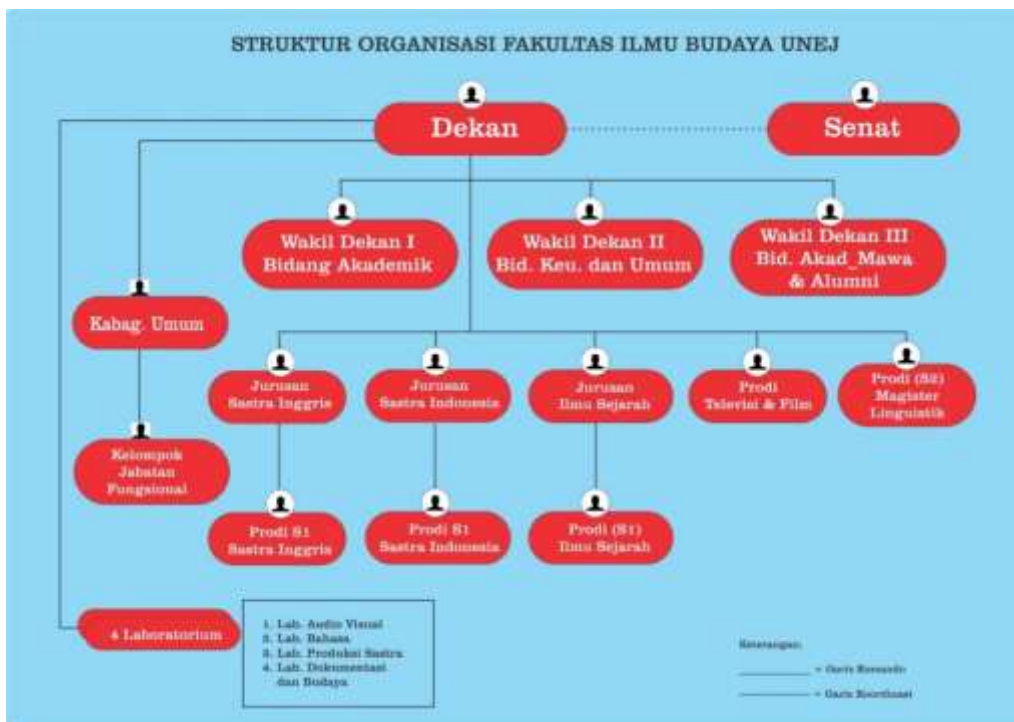 STRUKTUR ORGANISASI FAKULTAS ILMU BUDAYA UNEJ
Dekan
Senat
Wakil Dekan I
Bidang Akademik
Wakil Dekan II
Bid. Keu. dan Umum
Wakil Dekan III
Bid. Akad_Mawa
& Alumni
Kabag. Umum
Jurusan
Sastra Inggris
Jurusan
Sastra Indonesia
Jurusan
Ilmu Sejarah
Prodi
Televisi & Film
Prodi (S2)
Magister
Linguistik
Kelompok
Jabatan
Fungsional
Prodi S1
Sastra Inggris
Prodi S1
Sastra Indonesia
Prodi (S1)
Ilmu Sejarah
4 Laboratorium
1. Lab. Audio Visual
2. Lab. Bahasa
3. Lab. Produksi Sastra
4. Lab. Dokumentasi
dan Budaya
Keterangan:
= Garis Komando
= Garis Koordinasi